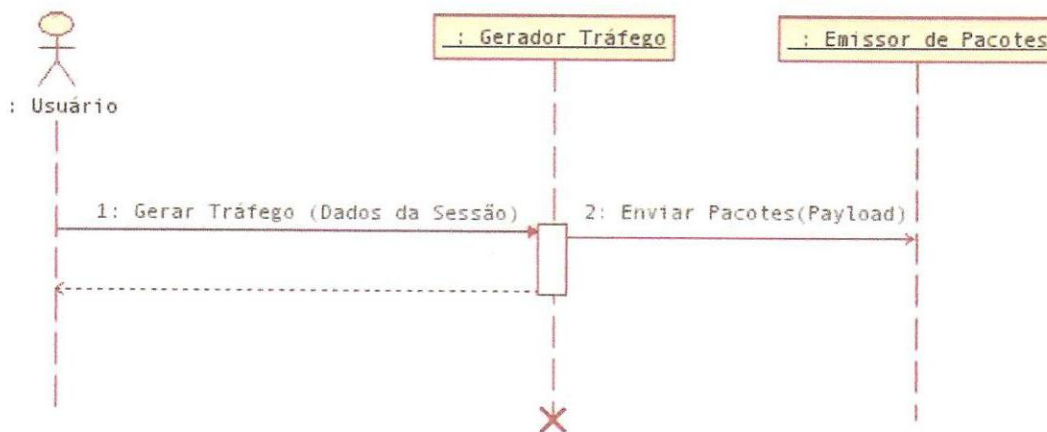 : Gerador Tráfego
: Emissor de Pacotes
: Usuário
1: Gerar Tráfego (Dados da Sessão)
2: Enviar Pacotes(Payload)